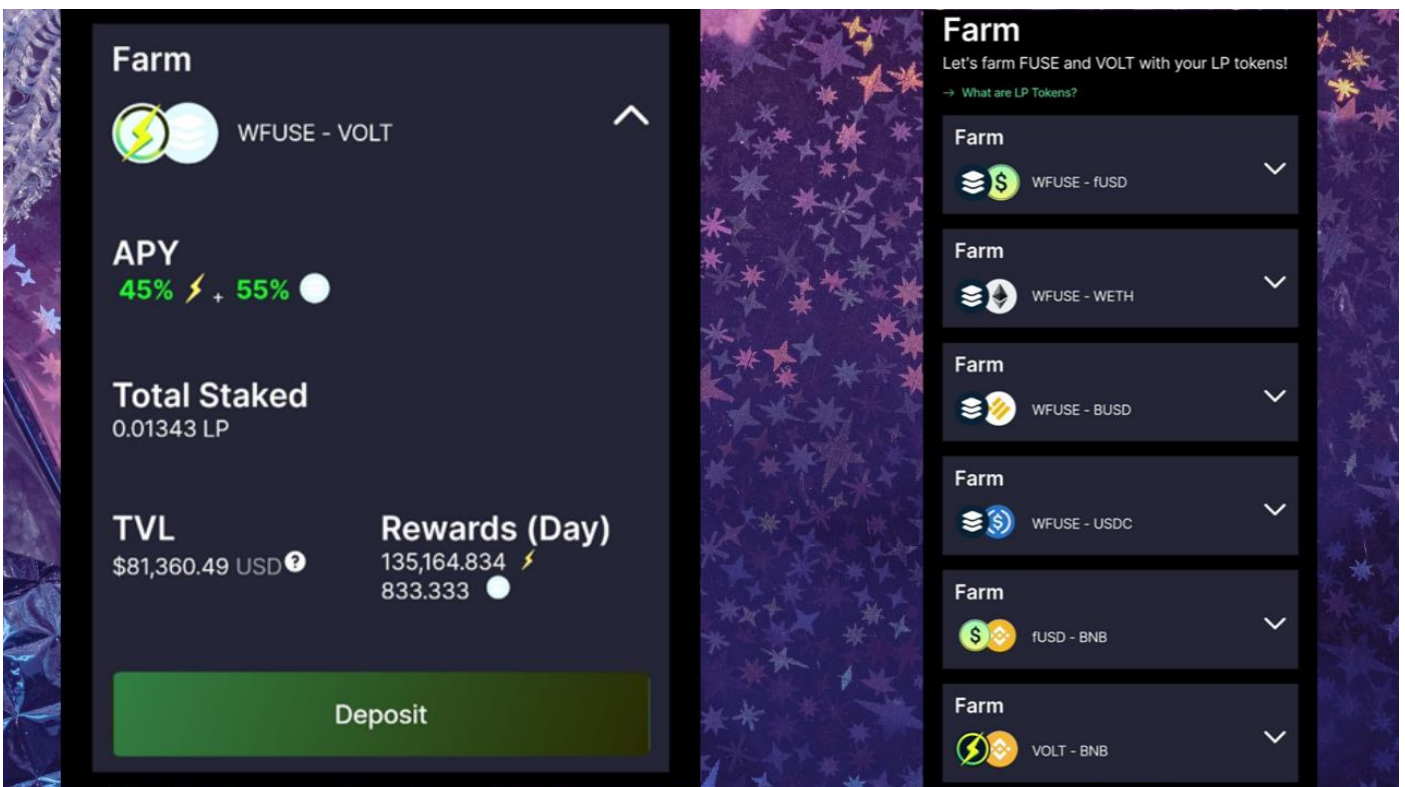 Farm
WFUSE - VOLT
APY
45% + 55%
Total Staked
0.01343 LP
TVL
$81,360.49 USD ?
Rewards (Day)
135,164.834
833.333
Deposit
Farm
Let's farm FUSE and VOLT with your LP tokens!
→ What are LP Tokens?
Farm
$ WFUSE - fUSD
Farm
WFUSE - WETH
Farm
WFUSE - BUSD
Farm
$ WFUSE - USDC
Farm
$ fUSD - BNB
Farm
VOLT - BNB